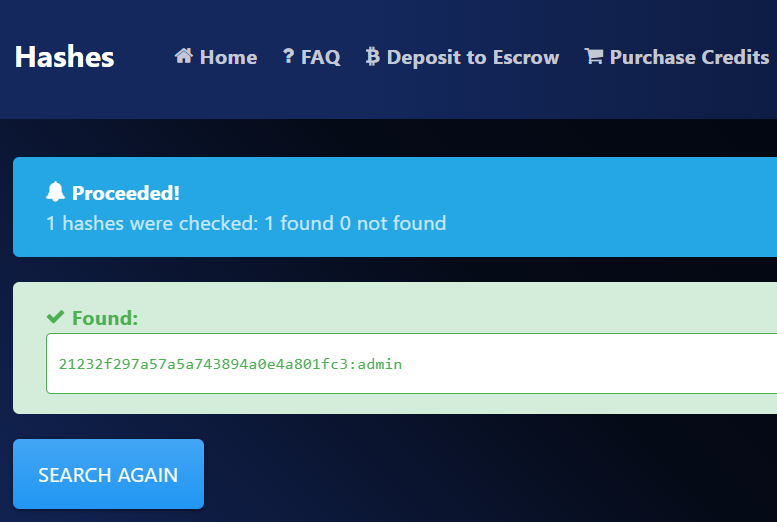 Hashes Home ? FAQ Deposit to Escrow Purchase Credits
Proceeded!
1 hashes were checked: 1 found 0 not found
Found:
21232f297a57a5a743894a0e4a801fc3:admin
SEARCH AGAIN